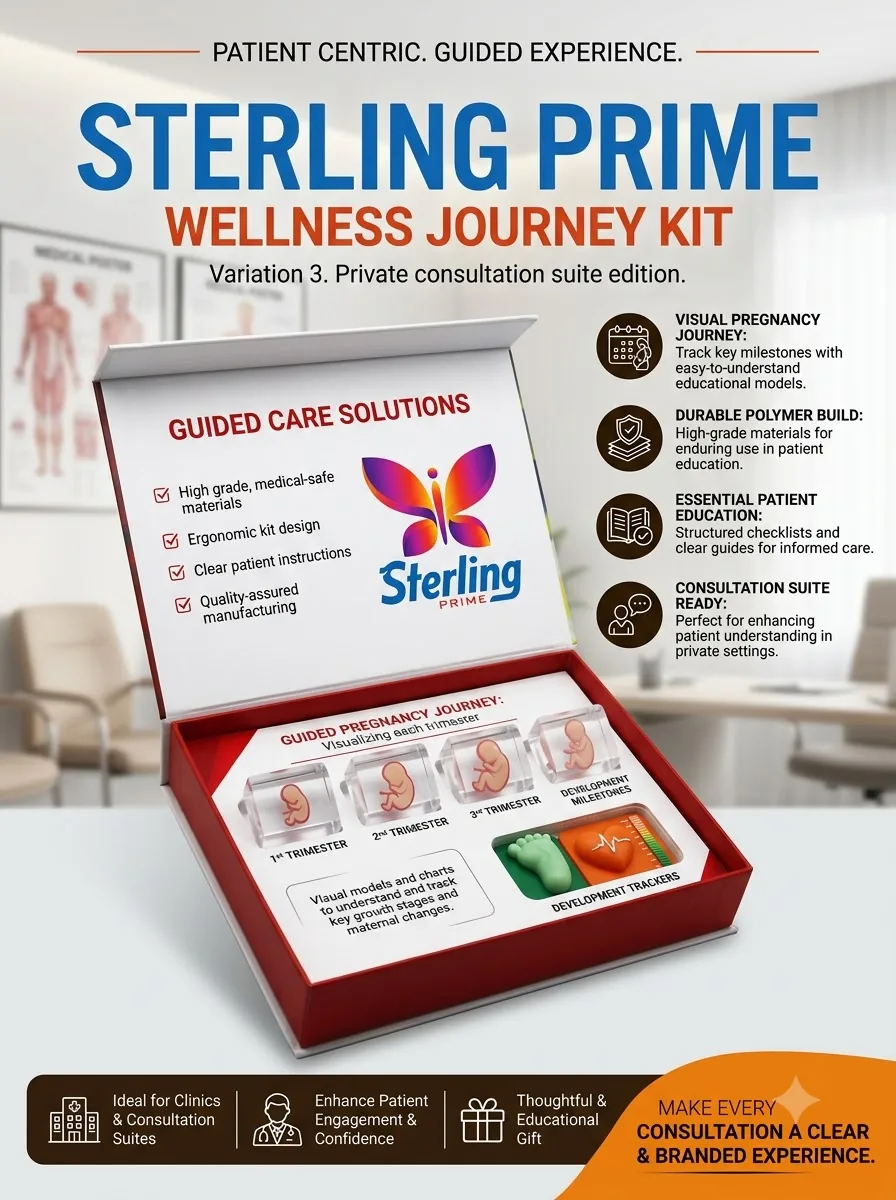 PATIENT CENTRIC. GUIDED EXPERIENCE.
STERLING PRIME
WELLNESS JOURNEY KIT
Variation 3. Private consultation suite edition.
MEDICAL POSTER
VISUAL PREGNANCY
JOURNEY:
Track key milestones with
easy-to-understand
educational models.
DURABLE POLYMER BUILD:
High-grade materials for
enduring use in patient
education.
ESSENTIAL PATIENT
EDUCATION:
Structured checklists and
clear guides for informed care.
CONSULTATION SUITE
READY:
Perfect for enhancing
patient understanding in
private settings.
GUIDED CARE SOLUTIONS
High grade, medical-safe
materials
Ergonomic kit design
Clear patient instructions
Quality-assured
manufacturing
Sterling
PRIME
GUIDED PREGNANCY JOURNEY:
Visualizing each trimester
1st TRIMESTER
2nd TRIMESTER
3rd TRIMESTER
DEVELOPMENT
MILESTONES
Visual models and charts
to understand and track
key growth stages and
maternal changes.
DEVELOPMENT TRACKERS
Ideal for Clinics
& Consultation
Suites
Enhance Patient
Engagement &
Confidence
Thoughtful &
Educational
Gift
MAKE EVERY
CONSULTATION A CLEAR
& BRANDED EXPERIENCE.